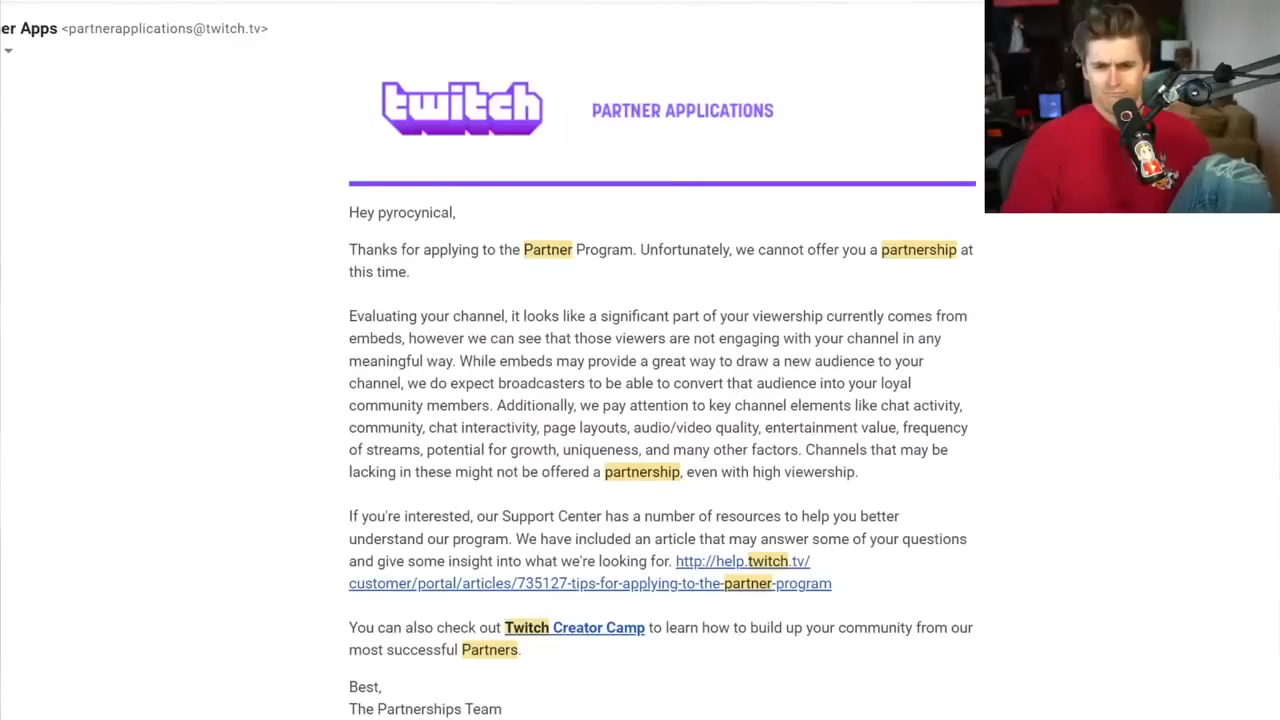 er Apps <partnerapplications@twitch.tv>
twitch
PARTNER APPLICATIONS
Hey pyrocynical,
Thanks for applying to the Partner Program. Unfortunately, we cannot offer you a partnership at
this time.
Evaluating your channel, it looks like a significant part of your viewership currently comes from
embeds, however we can see that those viewers are not engaging with your channel in any
meaningful way. While embeds may provide a great way to draw a new audience to your
channel, we do expect broadcasters to be able to convert that audience into your loyal
community members. Additionally, we pay attention to key channel elements like chat activity,
community, chat interactivity, page layouts, audio/video quality, entertainment value, frequency
of streams, potential for growth, uniqueness, and many other factors. Channels that may be
lacking in these might not be offered a partnership, even with high viewership.
If you're interested, our Support Center has a number of resources to help you better
understand our program. We have included an article that may answer some of your questions
and give some insight into what we're looking for. http://help.twitch.tv/
customer/portal/articles/735127-tips-for-applying-to-the-partner-program
You can also check out Twitch Creator Camp to learn how to build up your community from our
most successful Partners.
Best,
The Partnerships Team